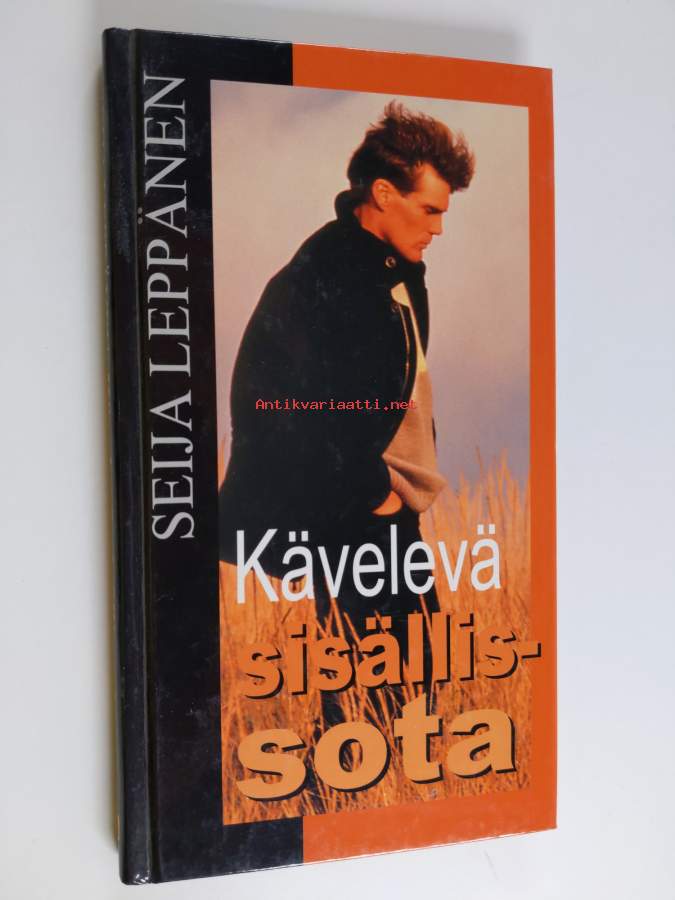 SEIJA LEPPÄNEN
Antikvariaatti.net
Kävelevä
sisällis-
sota